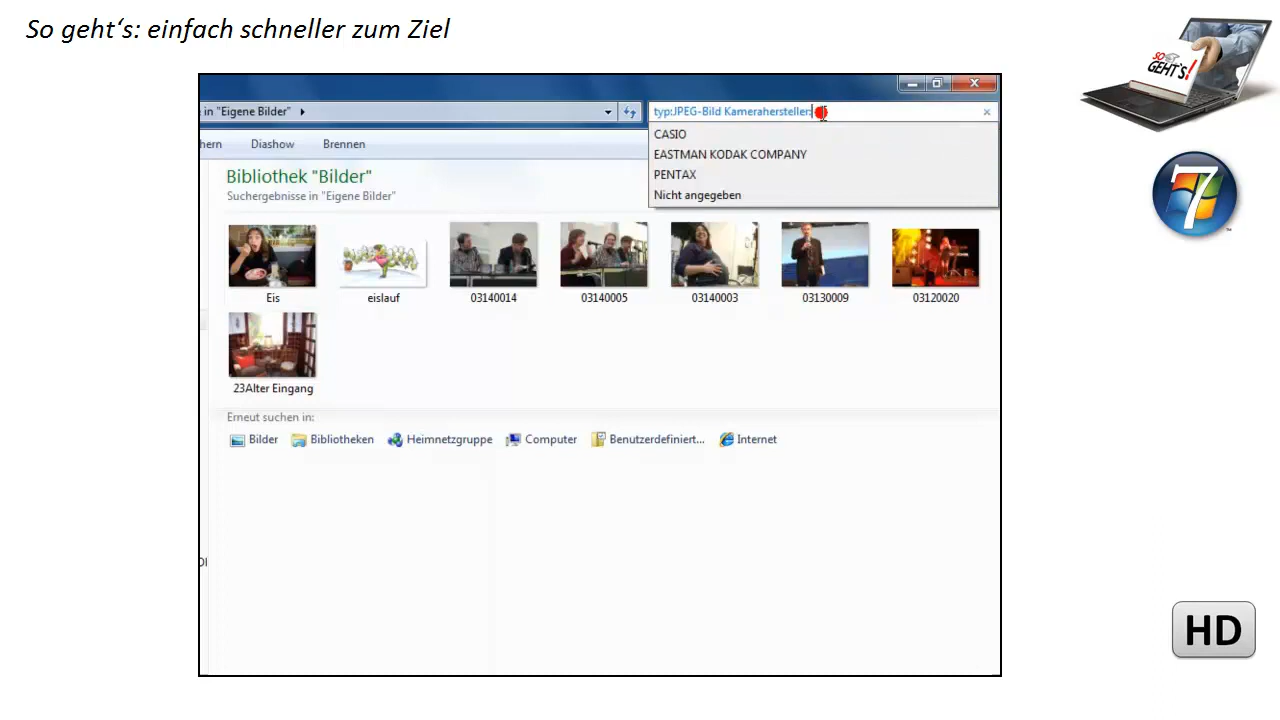 So geht‘s: einfach schneller zum Ziel
SO
GEHT'S!
in "Eigene Bilder"
typ:JPEG-Bild Kamerahersteller:
CASIO
EASTMAN KODAK COMPANY
PENTAX
Nicht angegeben
hern Diashow Brennen
Bibliothek "Bilder"
Suchergebnisse in "Eigene Bilder"
Eis eislauf 03140014 03140005 03140003 03130009 03120020
23Alter Eingang
Erneut suchen in:
Bilder Bibliotheken Heimnetzgruppe Computer Benutzerdefiniert... Internet
7
HD